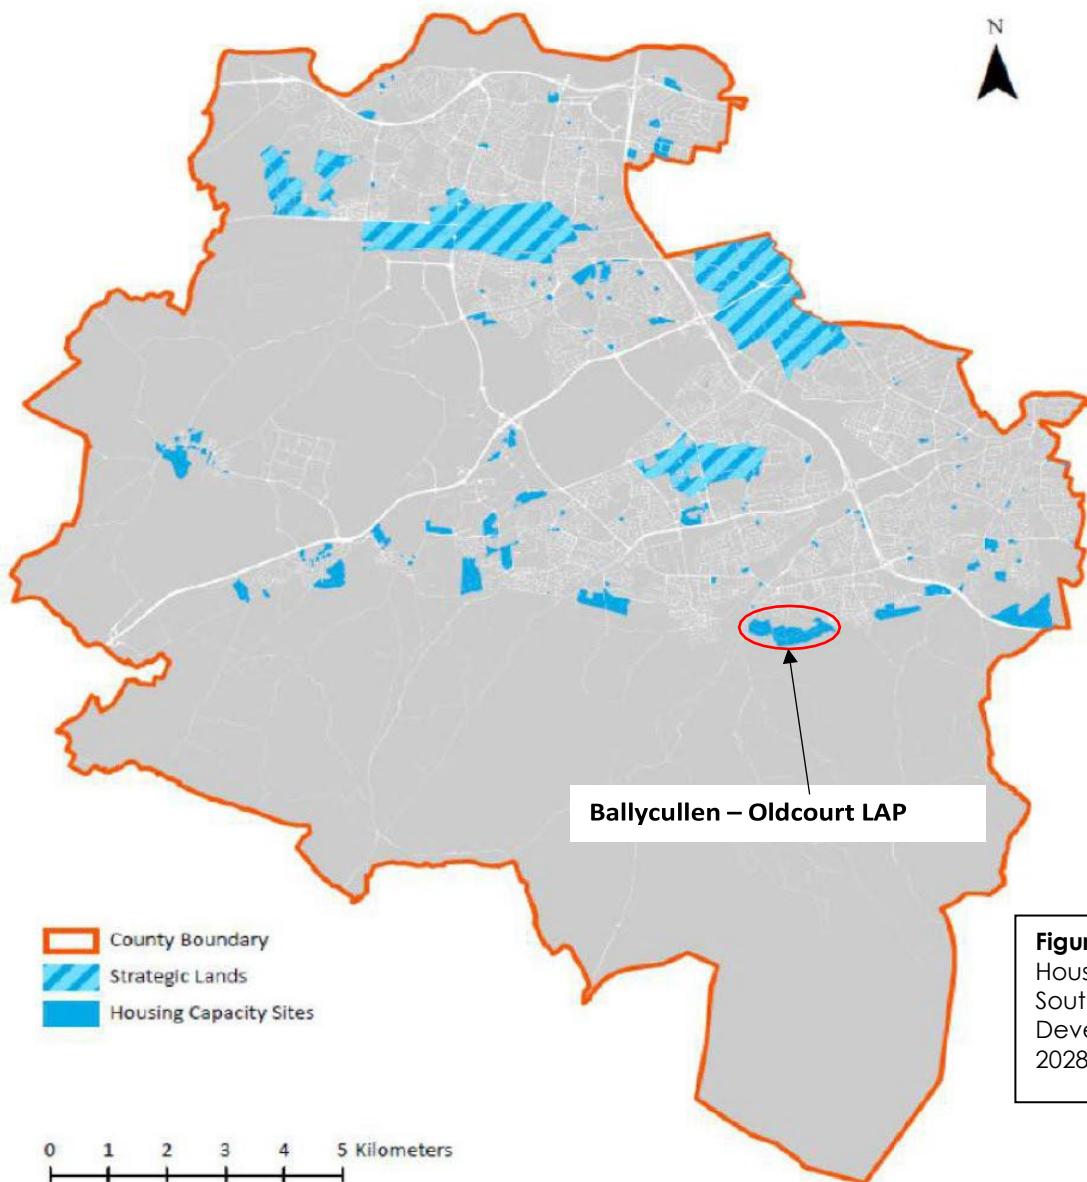 N
Ballycullen – Oldcourt LAP
County Boundary
Strategic Lands
Housing Capacity Sites
0 1 2 3 4 5 Kilometers
Figur
Hous
Sout
Deve
2028